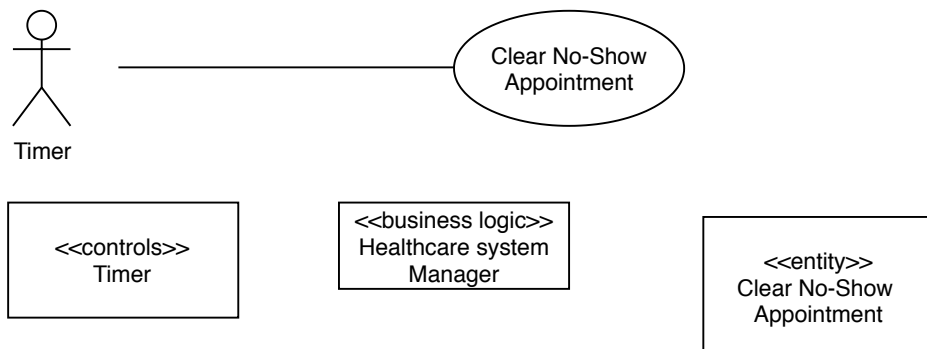 Clear No-Show
Appointment
Timer
<<controls>>
Timer
<<business logic>>
Healthcare system
Manager
<<entity>>
Clear No-Show
Appointment